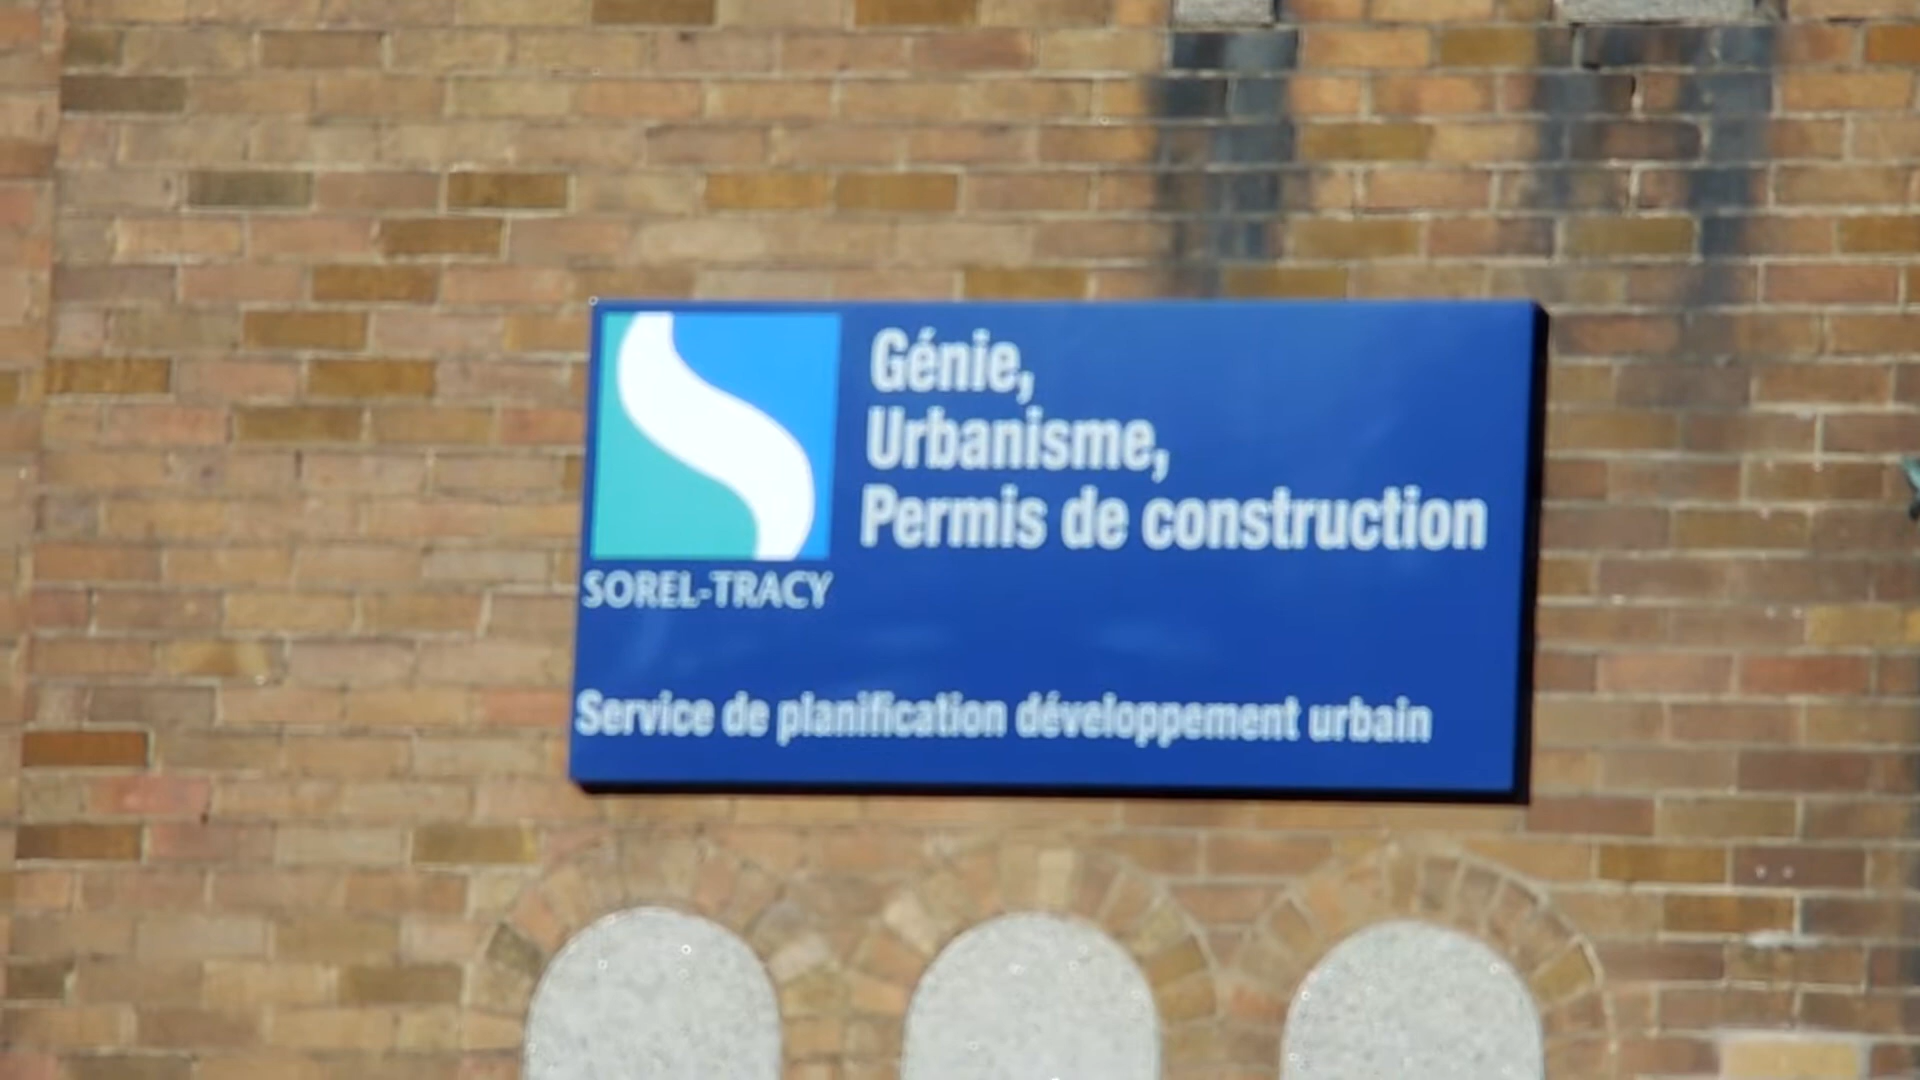 Génie,
Urbanisme,
Permis de construction
SOREL-TRACY
Service de planification développement urbain